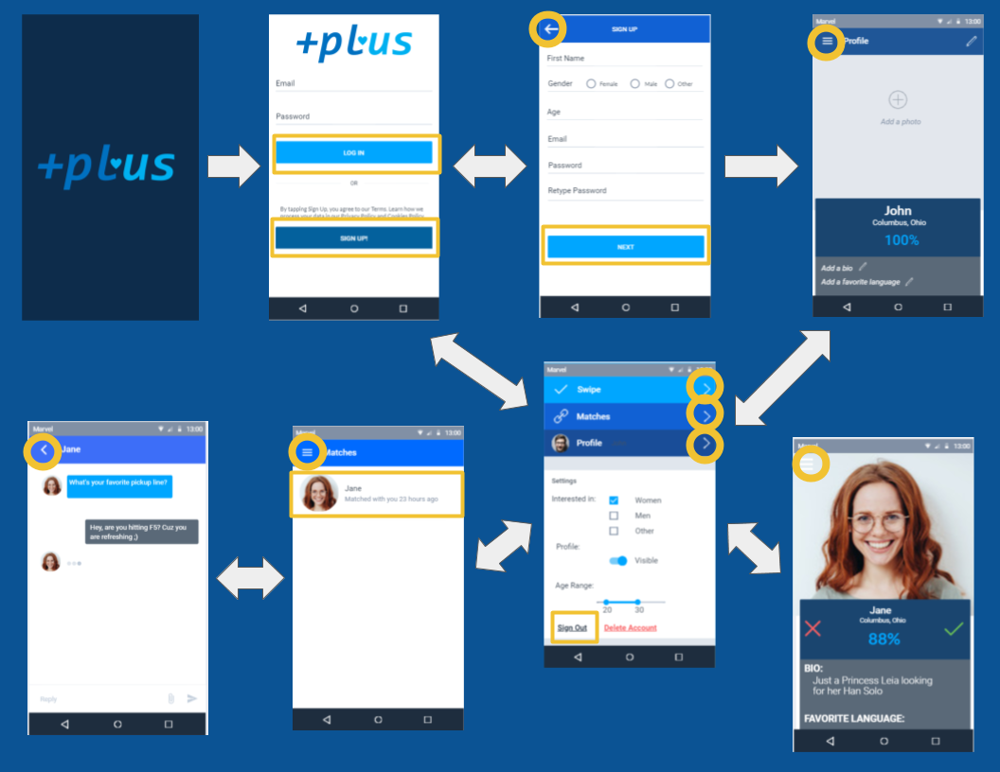 +plus
+plus
Email
Password
LOG IN
OR
By tapping Sign Up, you agree to our Terms. Learn how we
process your data in our Privacy Policy and Cookies Policy
SIGN UP!
SIGN UP
First Name
Gender Female Male Other
Age
Email
Password
Retype Password
NEXT
Marvel 13:00
Profile
Add a photo
John
Columbus, Ohio
100%
Add a bio
Add a favorite language
Marvel 13:00
Jane
What's your favorite pickup line?
Hey, are you hitting F5? Cuz you
are refreshing ;)
Reply
Marvel 13:00
Matches
Jane
Matched with you 23 hours ago
Marvel
Swipe
Matches
Profile
Settings
Interested in: Women
Men
Other
Profile:
Visible
Age Range:
20 30
Sign Out Delete Account
Marvel 13:00
Jane
Columbus, Ohio
88%
BIO:
Just a Princess Leia looking
for her Han Solo
FAVORITE LANGUAGE: